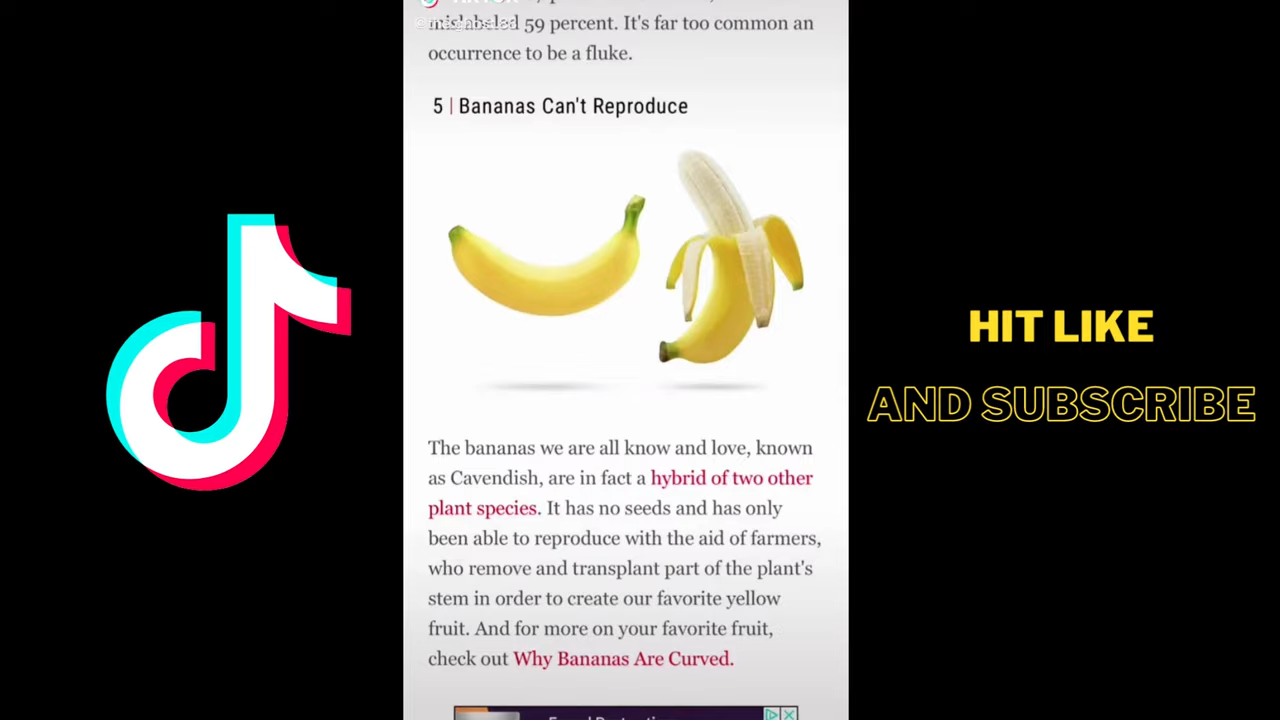 mislabeled 59 percent. It's far too common an
occurrence to be a fluke.
5 | Bananas Can't Reproduce
The bananas we are all know and love, known
as Cavendish, are in fact a hybrid of two other
plant species. It has no seeds and has only
been able to reproduce with the aid of farmers,
who remove and transplant part of the plant's
stem in order to create our favorite yellow
fruit. And for more on your favorite fruit,
check out Why Bananas Are Curved.
HIT LIKE
AND SUBSCRIBE